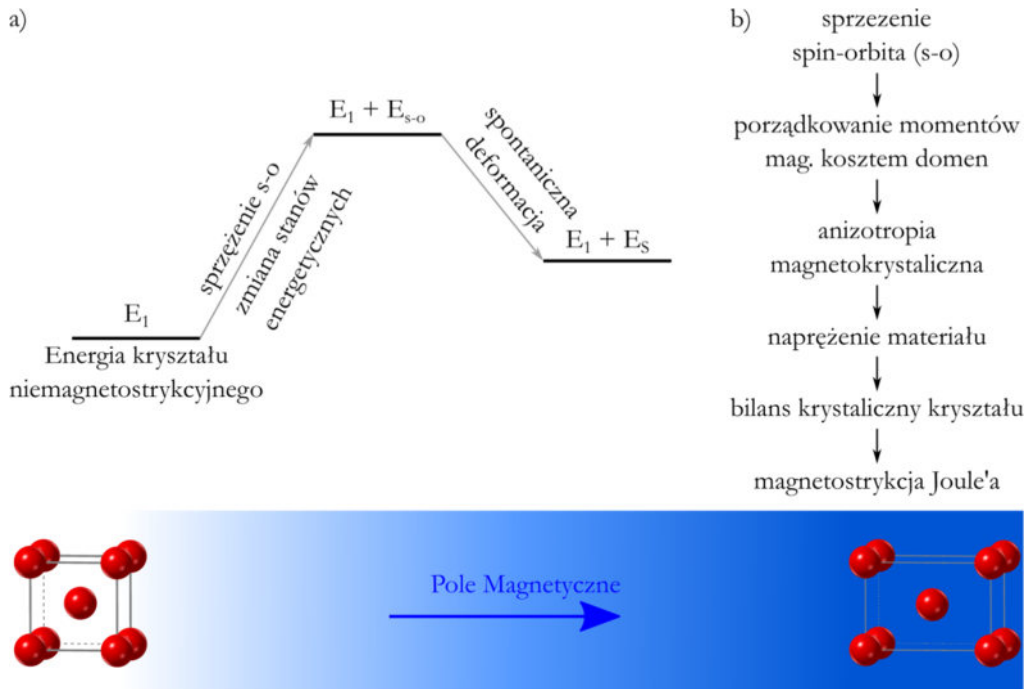 a)
E1 + Es-o
sprzężenie s-o
zmiana stanów
energetycznych
spontaniczna
deformacja
E1 + ES
E1
Energia kryształu
niemagnetostrykcyjnego
b)
sprzezenie
spin-orbita (s-o)
porządkowanie momentów
mag. kosztem domen
anizotropia
magnetokrystaliczna
naprężenie materiału
bilans krystaliczny kryształu
magnetostrykcja Joule'a
Pole Magnetyczne